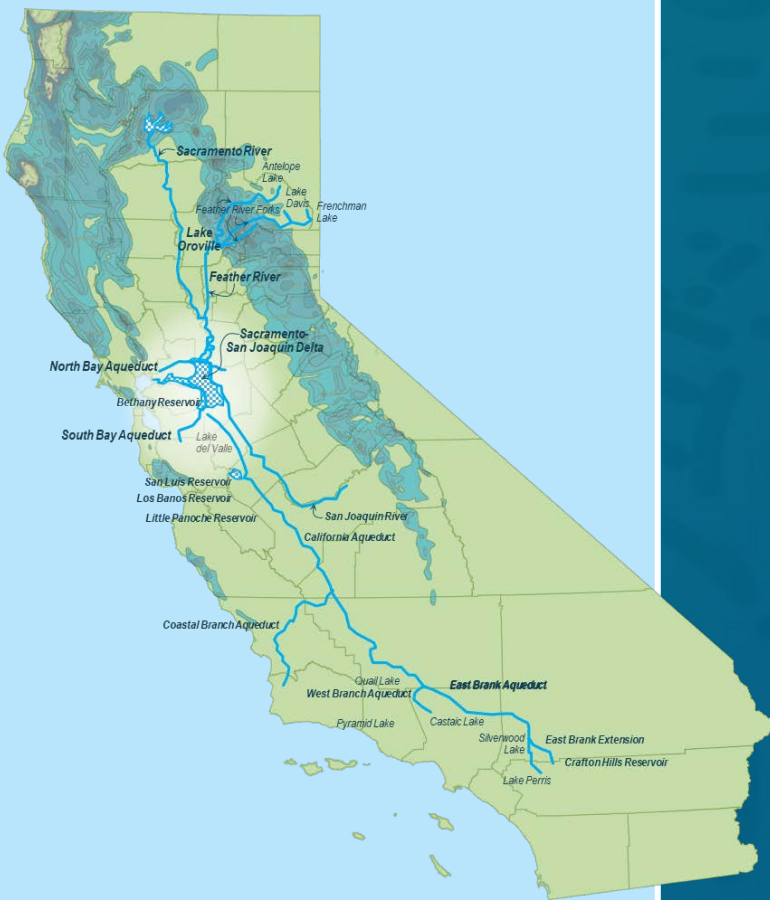 Sacramento River
Antelope
Lake
Lake
Davis
Feather River Forks
Frenchman
Lake
Lake
Oroville
Feather River
Sacramento-
San Joaquin Delta
North Bay Aqueduct
Bethany Reservoir
South Bay Aqueduct
Lake
del Valle
San Luis Reservoir
Los Banos Reservoir
Little Panoche Reservoir
San Joaquin River
California Aqueduct
Coastal Branch Aqueduct
Quail Lake
East Brank Aqueduct
West Branch Aqueduct
Pyramid Lake
Castaic Lake
Silverwood
Lake
East Brank Extension
Crafton Hills Reservoir
Lake Perris